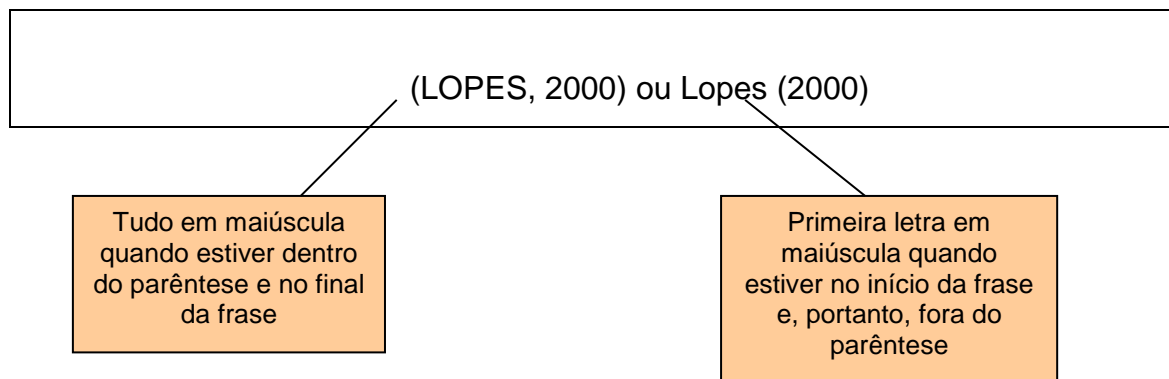 (LOPES, 2000) ou Lopes (2000)
Tudo em maiúscula
quando estiver dentro
do parêntese e no final
da frase
Primeira letra em
maiúscula quando
estiver no início da frase
e, portanto, fora do
parêntese